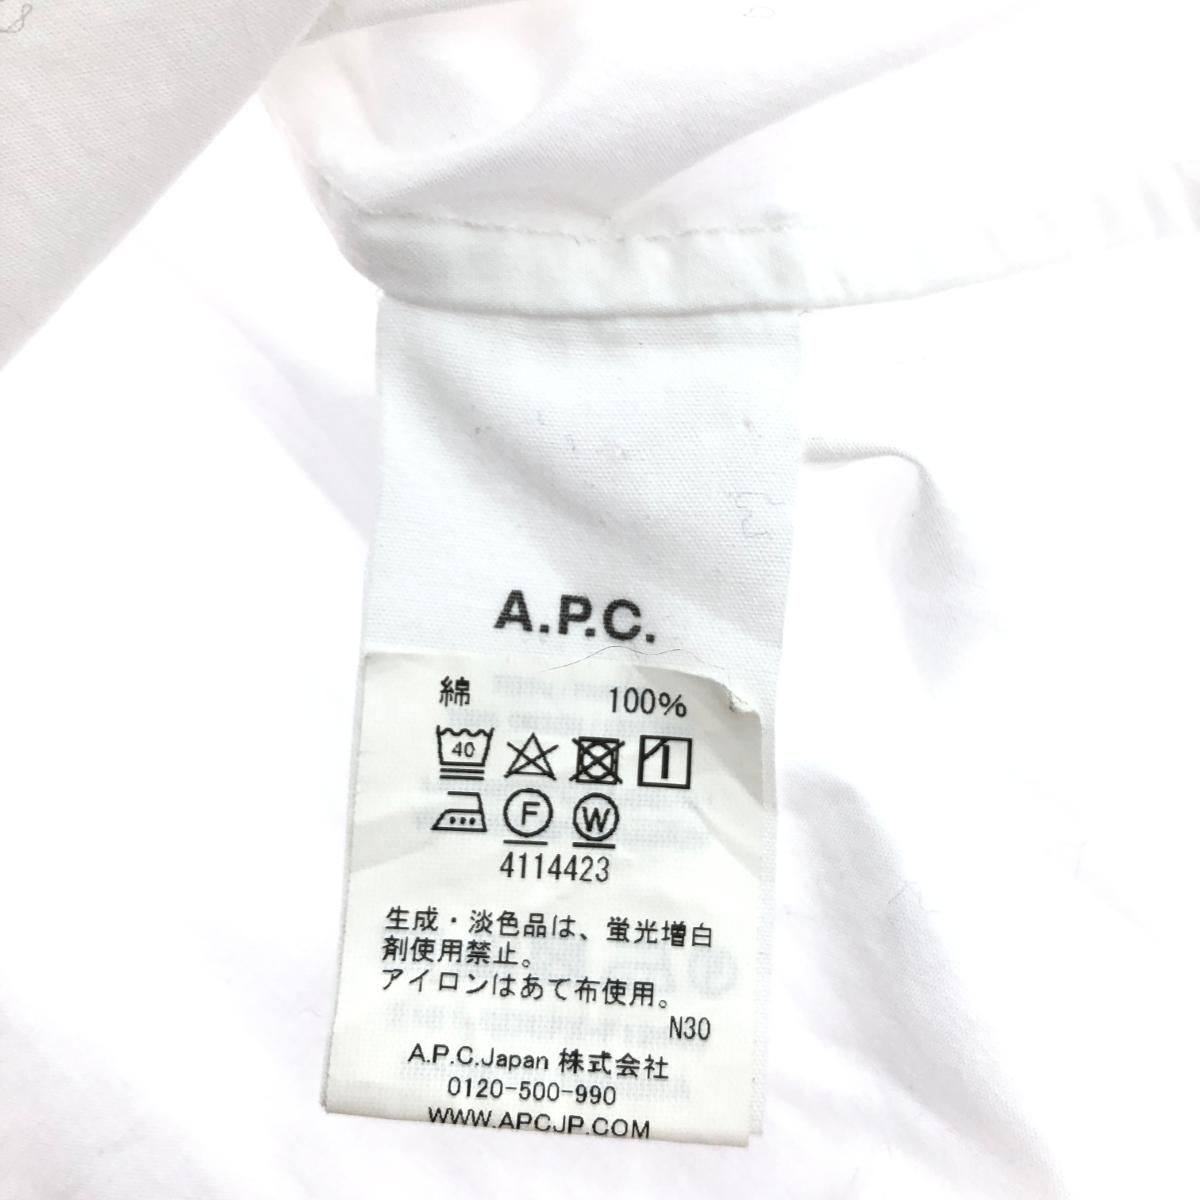 A.P.C.
綿 100%
40
F W
4114423
生成・淡色品は、蛍光増白
剤使用禁止。
アイロンはあて布使用。
N30
A.P.C.Japan 株式会社
0120-500-990
WWW.APCJP.COM